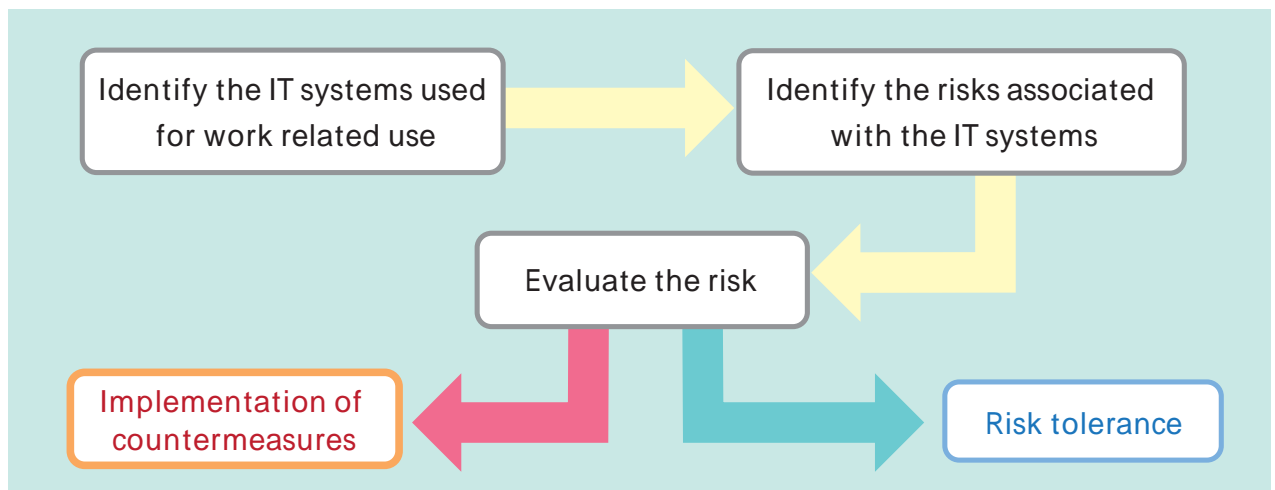 Identify the IT systems used
for work related use
Identify the risks associated
with the IT systems
Evaluate the risk
Implementation of
countermeasures
Risk tolerance